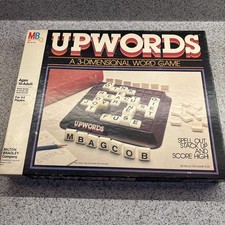 MB
UPWORDS
A 3-DIMENSIONAL WORD GAME
Ages
10-Adult
For 2-4
Players
UPWORDS
MBAGCOB
SPELL OUT,
STACK UP
AND
SCORE HIGH!
MILTON
BRADLEY
Company